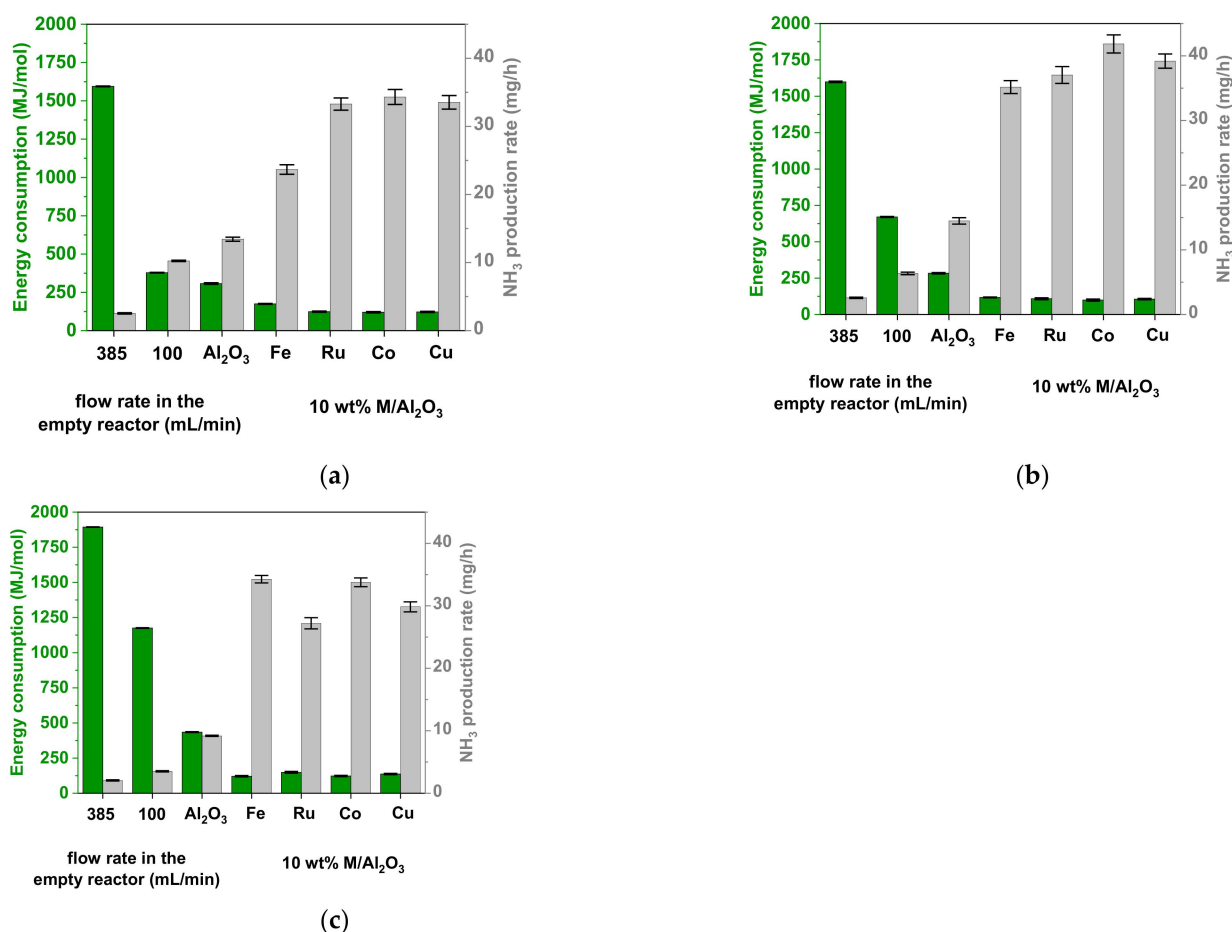 2000
1750
1500
1250
1000
750
500
250
0
Energy consumption (MJ/mol)
40
30
20
10
0
NH₃ production rate (mg/h)
385 100 Al₂O₃ Fe Ru Co Cu
flow rate in the
empty reactor (mL/min)
10 wt% M/Al₂O₃
(a)
2000
1750
1500
1250
1000
750
500
250
0
Energy consumption (MJ/mol)
40
30
20
10
0
NH₃ production rate (mg/h)
385 100 Al₂O₃ Fe Ru Co Cu
flow rate in the
empty reactor (mL/min)
10 wt% M/Al₂O₃
(b)
2000
1750
1500
1250
1000
750
500
250
0
Energy consumption (MJ/mol)
40
30
20
10
0
NH₃ production rate (mg/h)
385 100 Al₂O₃ Fe Ru Co Cu
flow rate in the
empty reactor (mL/min)
10 wt% M/Al₂O₃
(c)